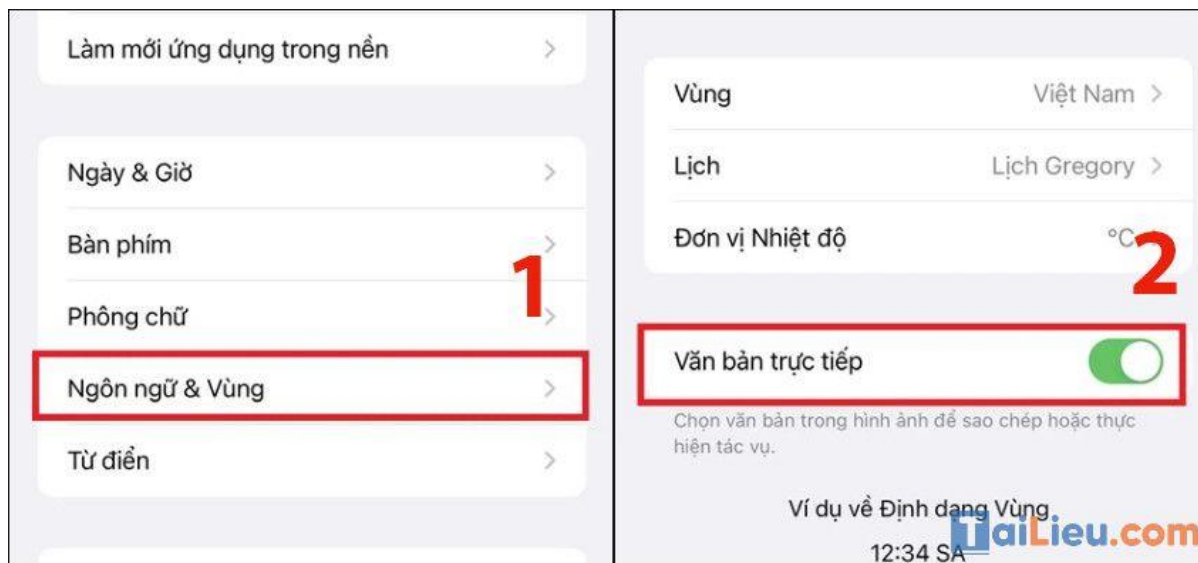 Làm mới ứng dụng trong nền
Ngày & Giờ
Bàn phím
Phông chữ
Ngôn ngữ & Vùng
Từ điển
1
Vùng Việt Nam
Lịch Lịch Gregory
Đơn vị Nhiệt độ °C
2
Văn bản trực tiếp
Chọn văn bản trong hình ảnh để sao chép hoặc thực
hiện tác vụ.
Ví dụ về Định dạng Vùng
12:34 SA
TaiLieu.com